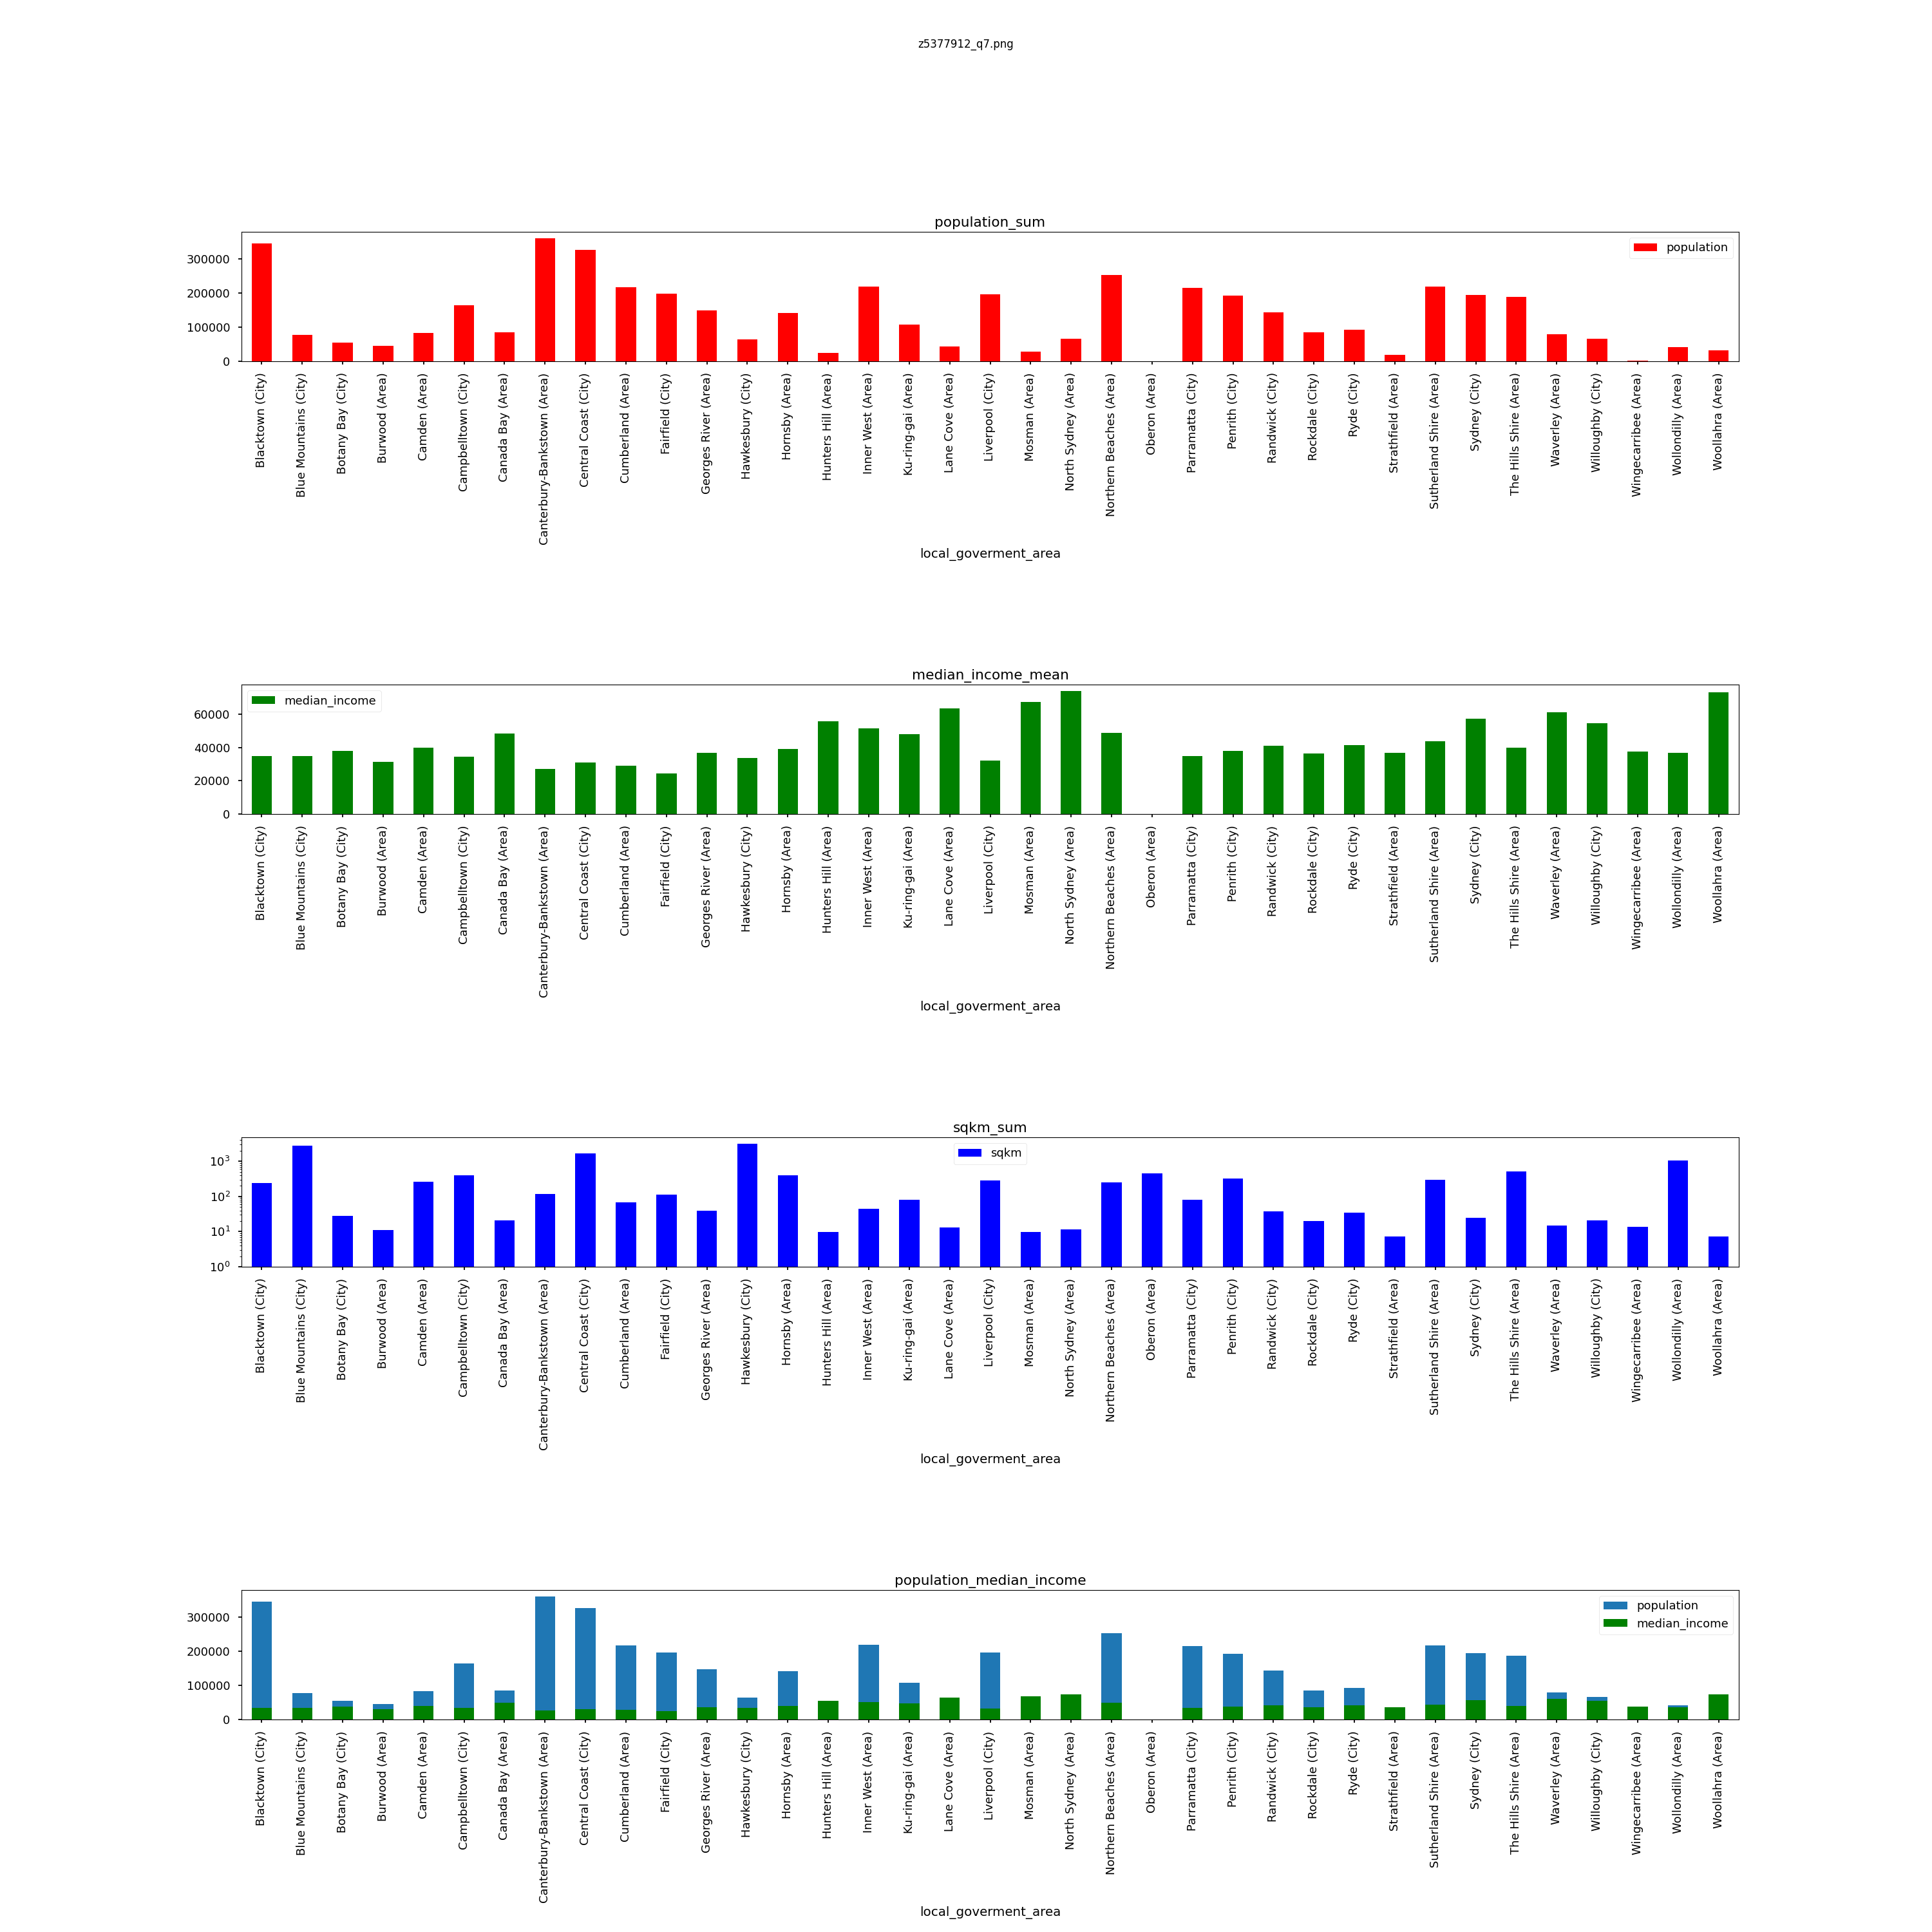 z5377912_q7.png
population_sum
population
300000
200000
100000
0
Blacktown (City)
Blue Mountains (City)
Botany Bay (City)
Burwood (Area)
Camden (Area)
Campbelltown (City)
Canada Bay (Area)
Canterbury-Bankstown (Area)
Central Coast (City)
Cumberland (Area)
Fairfield (City)
Georges River (Area)
Hawkesbury (City)
Hornsby (Area)
Hunters Hill (Area)
Inner West (Area)
Ku-ring-gai (Area)
Lane Cove (Area)
Liverpool (City)
Mosman (Area)
North Sydney (Area)
Northern Beaches (Area)
Oberon (Area)
Parramatta (City)
Penrith (City)
Randwick (City)
Rockdale (City)
Ryde (City)
Strathfield (Area)
Sutherland Shire (Area)
Sydney (City)
The Hills Shire (Area)
Waverley (Area)
Willoughby (City)
Wingecarribee (Area)
Wollondilly (Area)
Woollahra (Area)
local_goverment_area
median_income_mean
median_income
60000
40000
20000
0
Blacktown (City)
Blue Mountains (City)
Botany Bay (City)
Burwood (Area)
Camden (Area)
Campbelltown (City)
Canada Bay (Area)
Canterbury-Bankstown (Area)
Central Coast (City)
Cumberland (Area)
Fairfield (City)
Georges River (Area)
Hawkesbury (City)
Hornsby (Area)
Hunters Hill (Area)
Inner West (Area)
Ku-ring-gai (Area)
Lane Cove (Area)
Liverpool (City)
Mosman (Area)
North Sydney (Area)
Northern Beaches (Area)
Oberon (Area)
Parramatta (City)
Penrith (City)
Randwick (City)
Rockdale (City)
Ryde (City)
Strathfield (Area)
Sutherland Shire (Area)
Sydney (City)
The Hills Shire (Area)
Waverley (Area)
Willoughby (City)
Wingecarribee (Area)
Wollondilly (Area)
Woollahra (Area)
local_goverment_area
sqkm_sum
sqkm
10³
10²
10¹
10⁰
Blacktown (City)
Blue Mountains (City)
Botany Bay (City)
Burwood (Area)
Camden (Area)
Campbelltown (City)
Canada Bay (Area)
Canterbury-Bankstown (Area)
Central Coast (City)
Cumberland (Area)
Fairfield (City)
Georges River (Area)
Hawkesbury (City)
Hornsby (Area)
Hunters Hill (Area)
Inner West (Area)
Ku-ring-gai (Area)
Lane Cove (Area)
Liverpool (City)
Mosman (Area)
North Sydney (Area)
Northern Beaches (Area)
Oberon (Area)
Parramatta (City)
Penrith (City)
Randwick (City)
Rockdale (City)
Ryde (City)
Strathfield (Area)
Sutherland Shire (Area)
Sydney (City)
The Hills Shire (Area)
Waverley (Area)
Willoughby (City)
Wingecarribee (Area)
Wollondilly (Area)
Woollahra (Area)
local_goverment_area
population_median_income
population
median_income
300000
200000
100000
0
Blacktown (City)
Blue Mountains (City)
Botany Bay (City)
Burwood (Area)
Camden (Area)
Campbelltown (City)
Canada Bay (Area)
Canterbury-Bankstown (Area)
Central Coast (City)
Cumberland (Area)
Fairfield (City)
Georges River (Area)
Hawkesbury (City)
Hornsby (Area)
Hunters Hill (Area)
Inner West (Area)
Ku-ring-gai (Area)
Lane Cove (Area)
Liverpool (City)
Mosman (Area)
North Sydney (Area)
Northern Beaches (Area)
Oberon (Area)
Parramatta (City)
Penrith (City)
Randwick (City)
Rockdale (City)
Ryde (City)
Strathfield (Area)
Sutherland Shire (Area)
Sydney (City)
The Hills Shire (Area)
Waverley (Area)
Willoughby (City)
Wingecarribee (Area)
Wollondilly (Area)
Woollahra (Area)
local_goverment_area